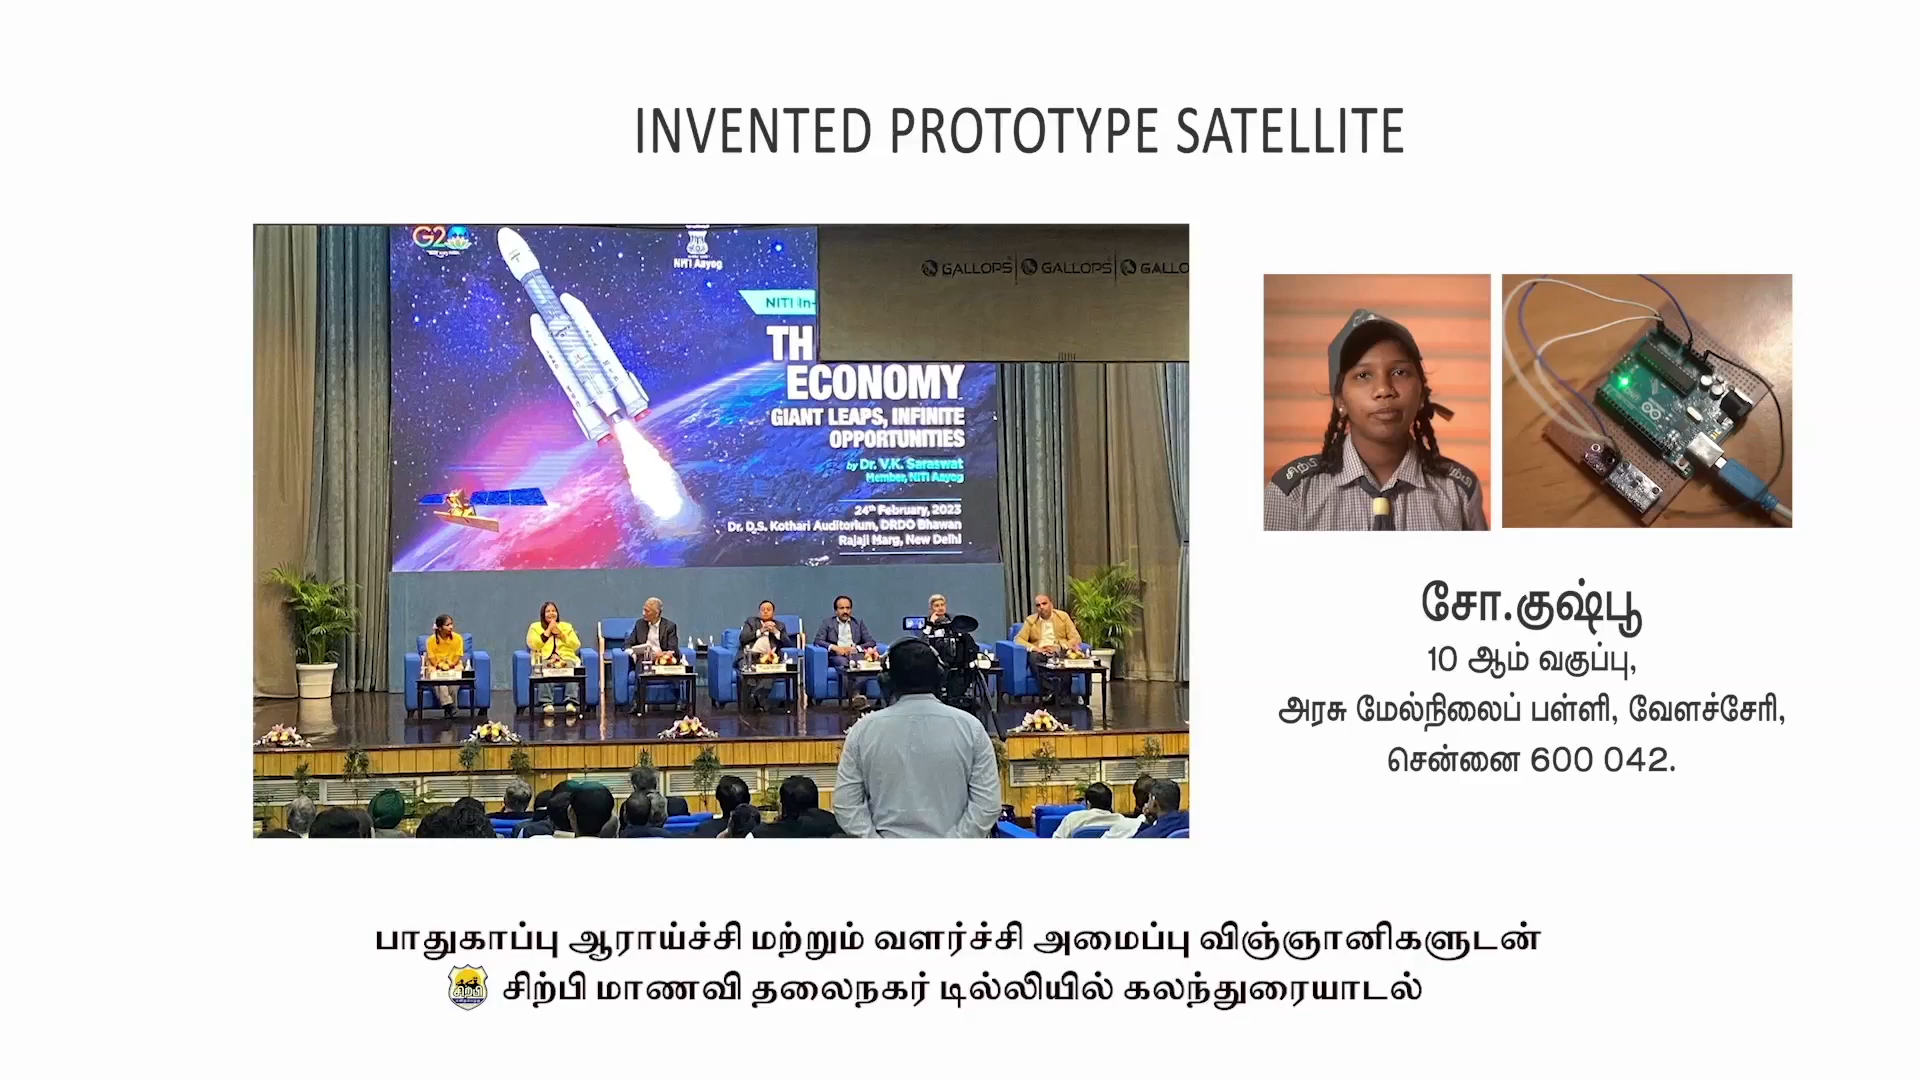 INVENTED PROTOTYPE SATELLITE
G20
NITI Aayog
GALLOPS GALLOPS GALLO
NITI In-
TH
ECONOMY
GIANT LEAPS, INFINITE
OPPORTUNITIES
by Dr. V.K. Saraswat
Member, NITI Aayog
24th February, 2023
Dr. D.S. Kothari Auditorium, DRDO Bhawan
Rajaji Marg, New Delhi
சிற்பி
சோ.குஷ்பூ
10 ஆம் வகுப்பு,
அரசு மேல்நிலைப் பள்ளி, வேளச்சேரி,
சென்னை 600 042.
பாதுகாப்பு ஆராய்ச்சி மற்றும் வளர்ச்சி அமைப்பு விஞ்ஞானிகளுடன்
சிற்பி
சிற்பி மாணவி தலைநகர் டில்லியில் கலந்துரையாடல்